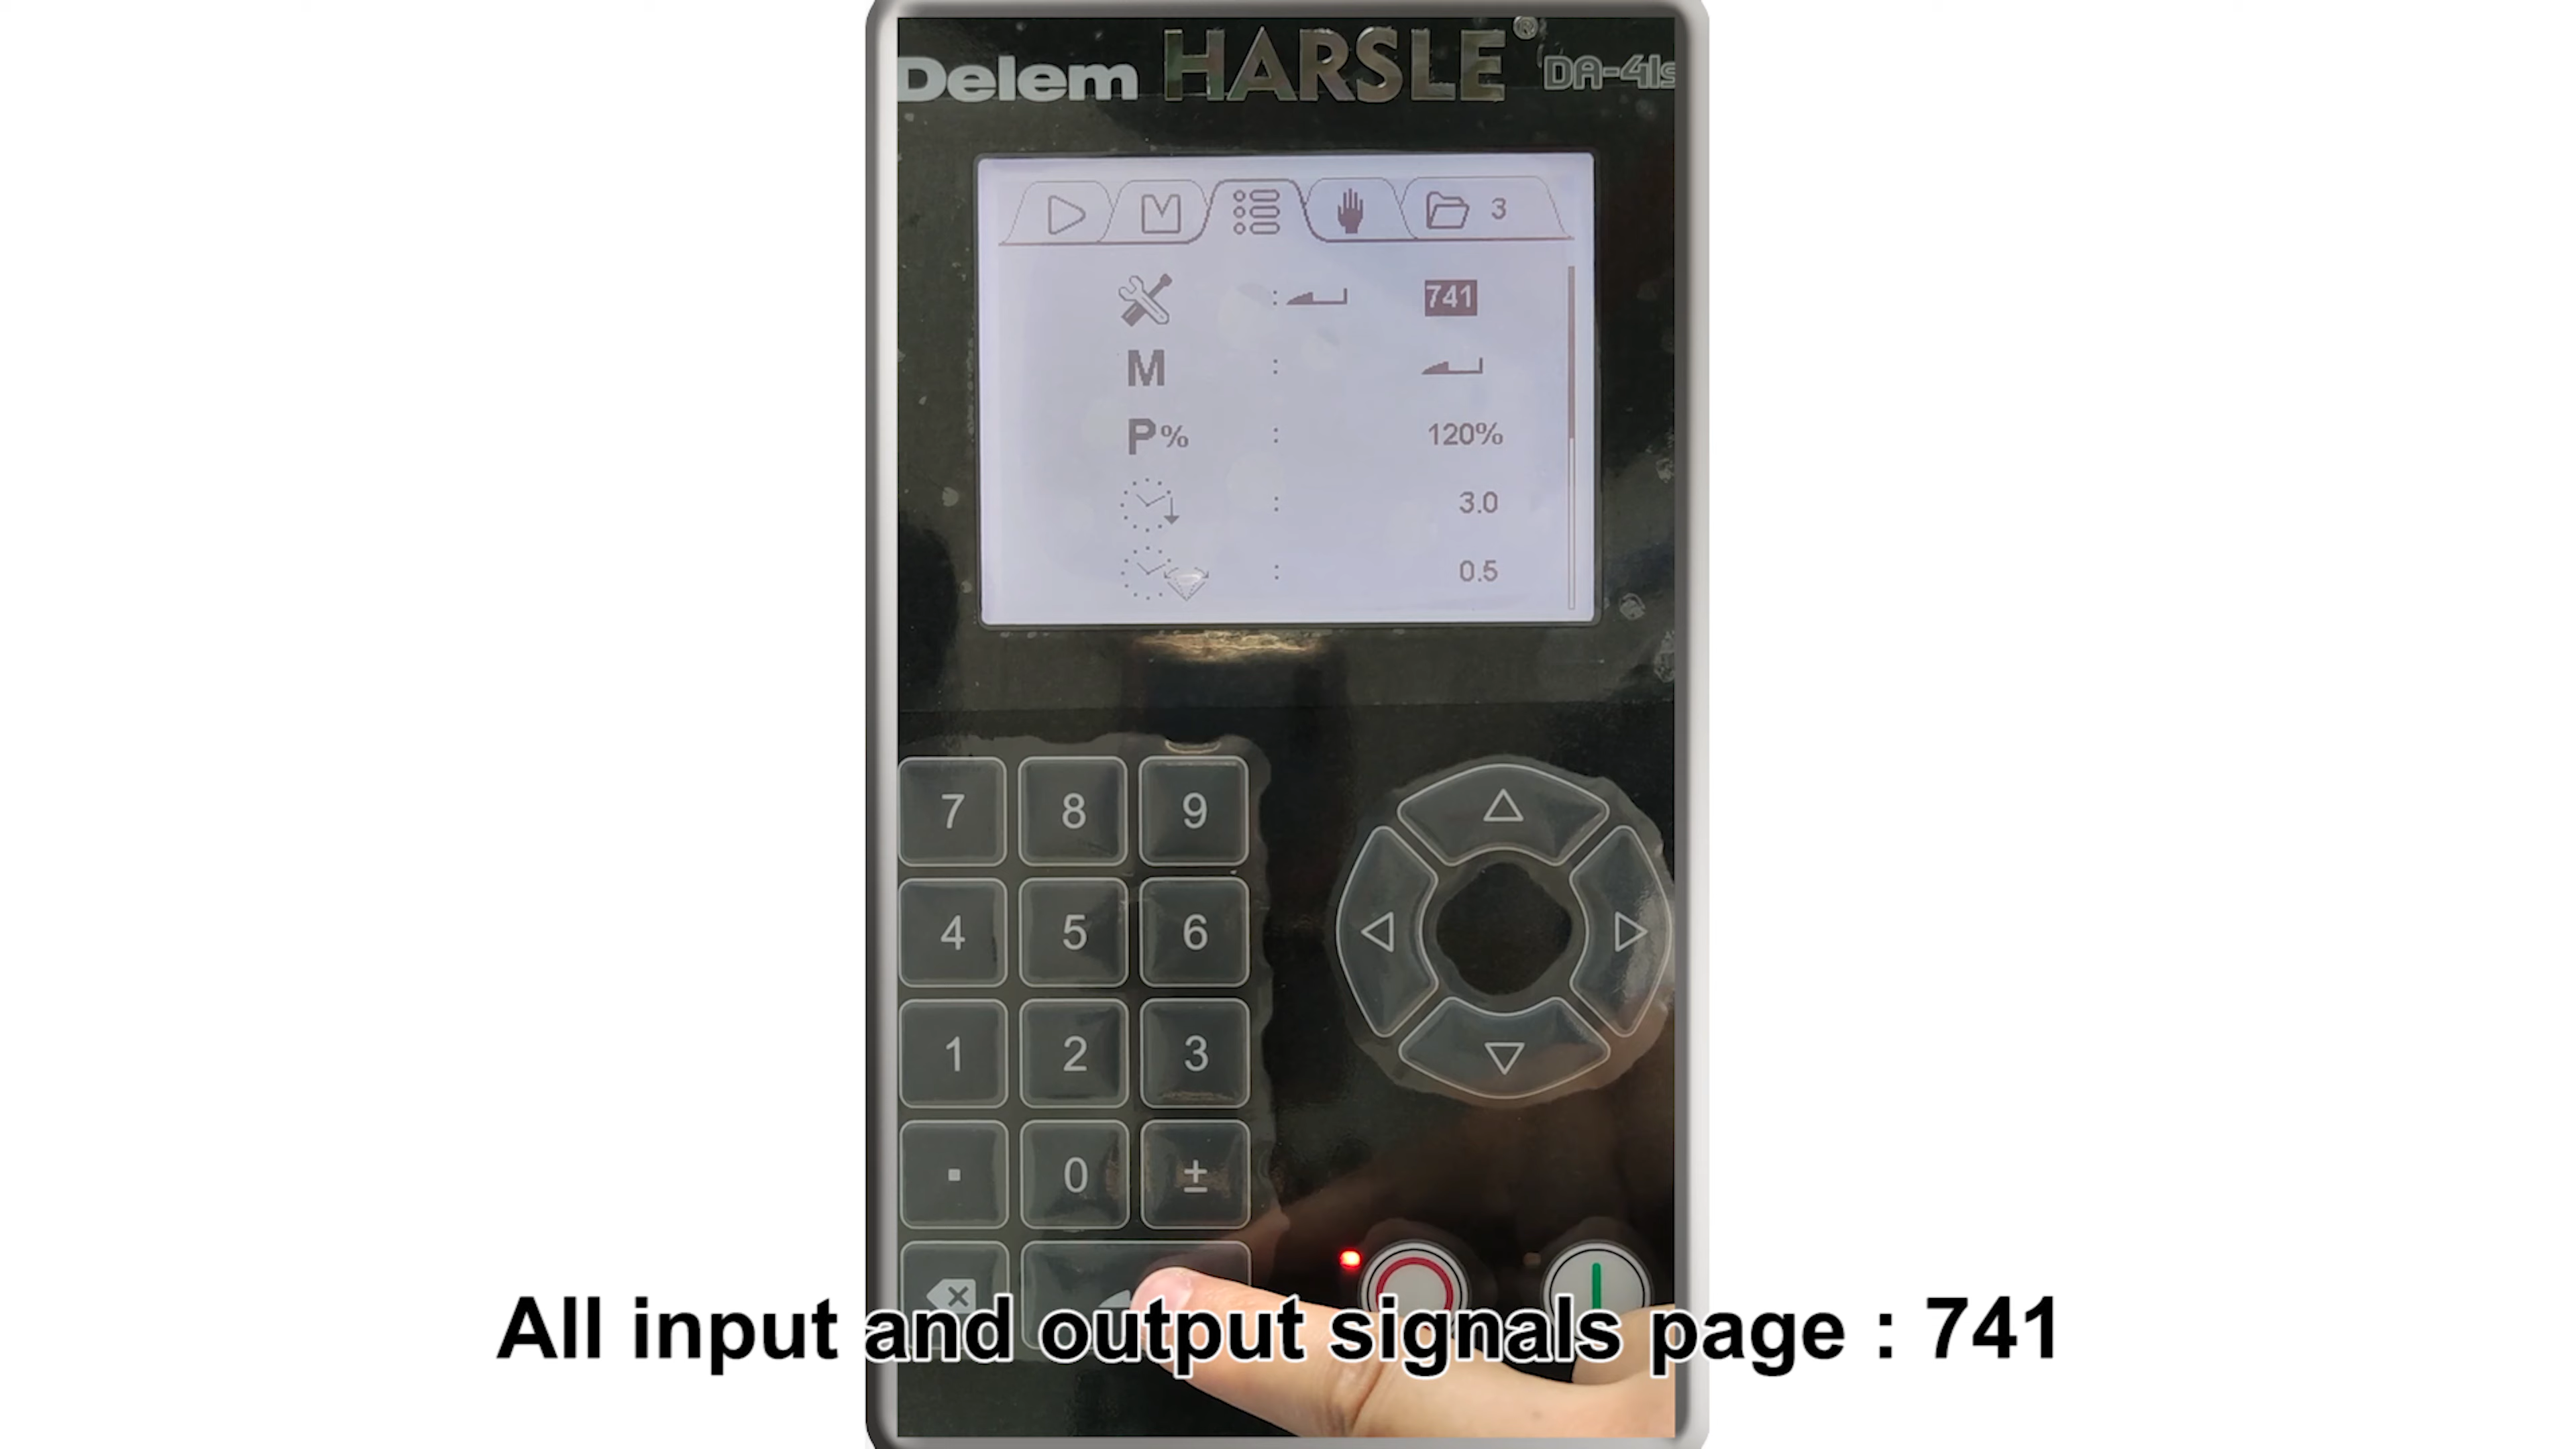 Delem HARSLE® DA-41s
3
: 741
M :
P% : 120%
: 3.0
: 0.5
7 8 9
4 5 6
1 2 3
. 0 ±
All input and output signals page : 741